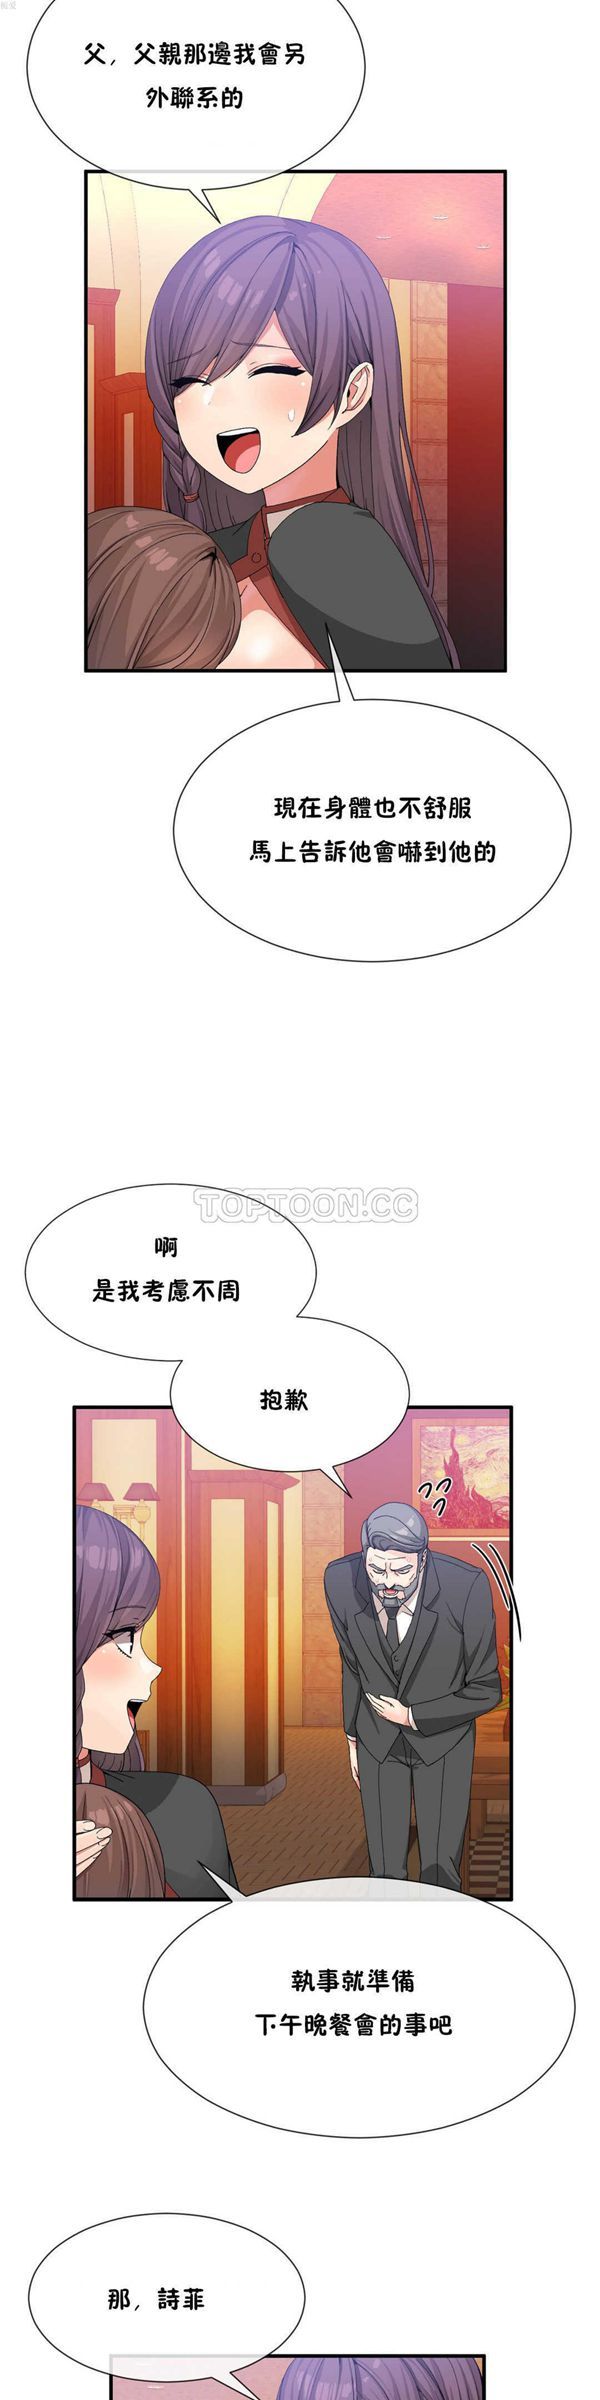 梔爱
父，父親那邊我會另
外聯系的
現在身體也不舒服
馬上告訴他會嚇到他的
TOPTOON.CC
啊
是我考慮不周
抱歉
執事就準備
下午晚餐會的事吧
那，詩菲